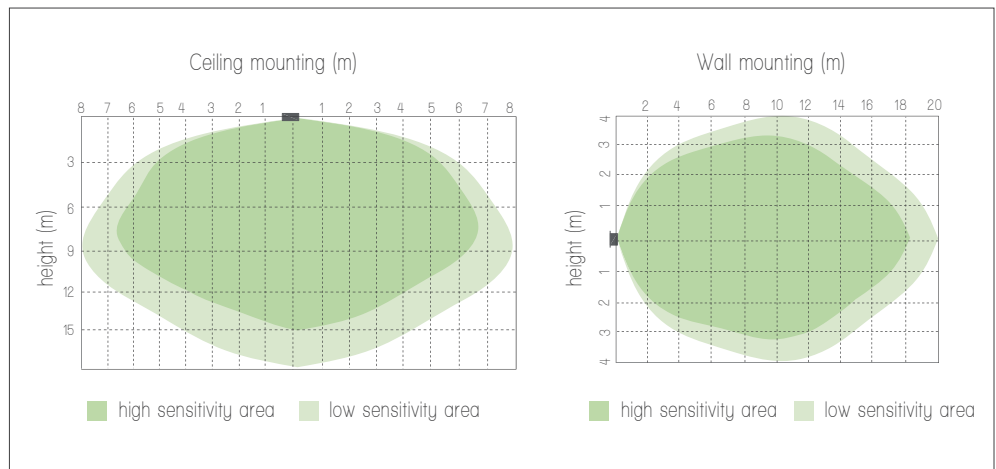 Ceiling mounting (m)
8 7 6 5 4 3 2 1 1 2 3 4 5 6 7 8
3
6
9
12
15
height (m)
high sensitivity area
low sensitivity area
Wall mounting (m)
2 4 6 8 10 12 14 16 18 20
4
3
2
1
1
2
3
4
height (m)
high sensitivity area
low sensitivity area